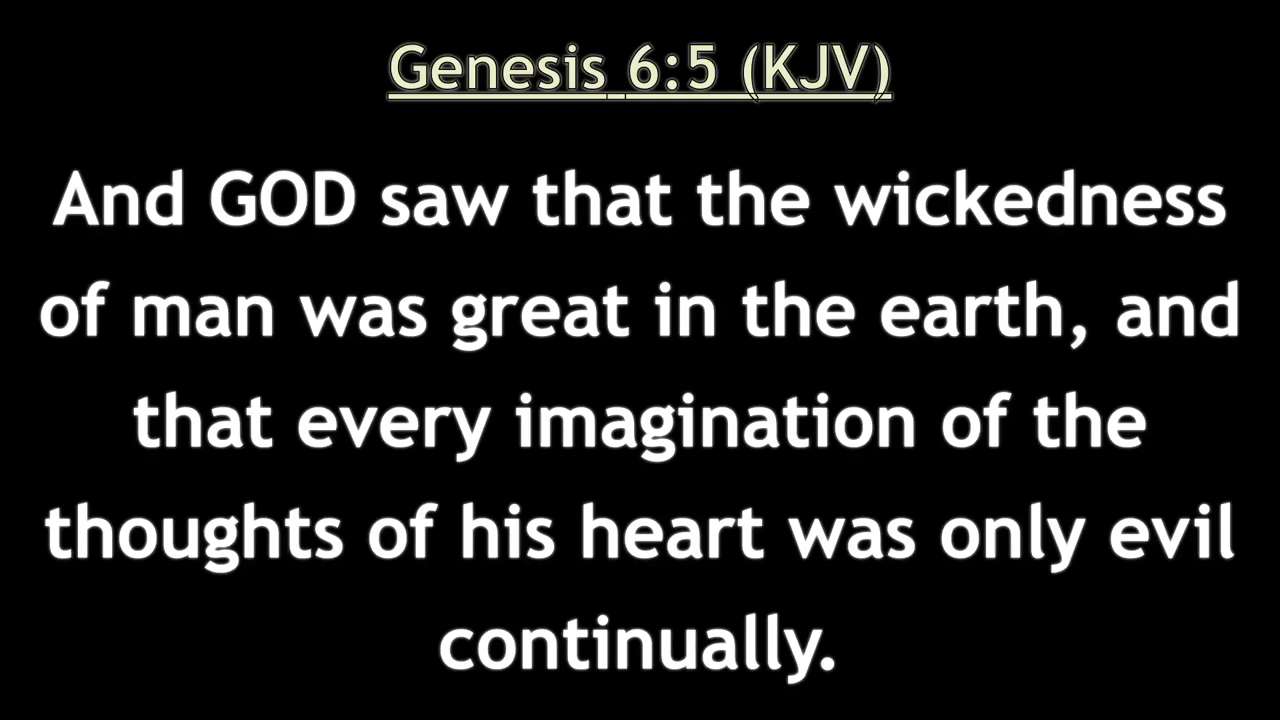 Genesis 6:5 (KJV)
And GOD saw that the wickedness
of man was great in the earth, and
that every imagination of the
thoughts of his heart was only evil
continually.